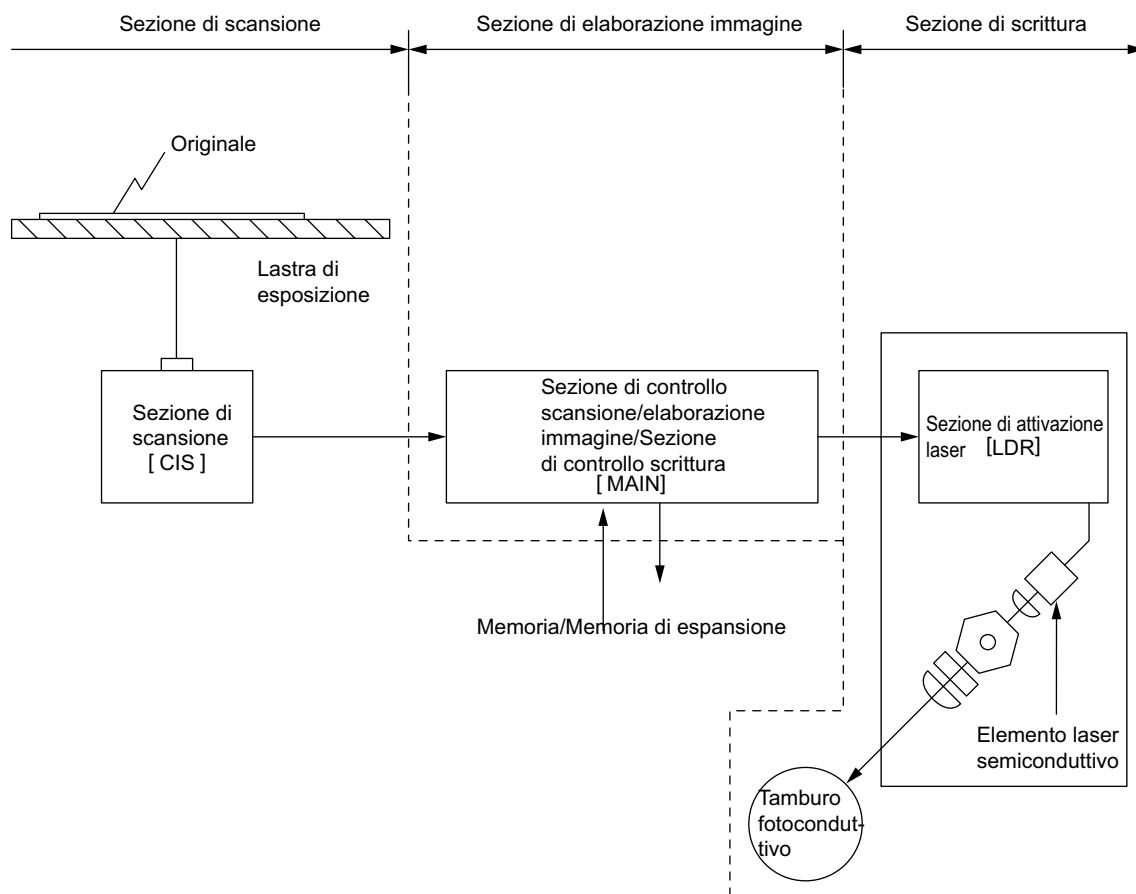 Sezione di scansione
Sezione di elaborazione immagine
Sezione di scrittura
Originale
Lastra di
esposizione
Sezione di
scansione
[ CIS ]
Sezione di controllo
scansione/elaborazione
immagine/Sezione
di controllo scrittura
[ MAIN]
Sezione di attivazione
laser [LDR]
Memoria/Memoria di espansione
Elemento laser
semiconduttivo
Tamburo
fotocondut-
tivo